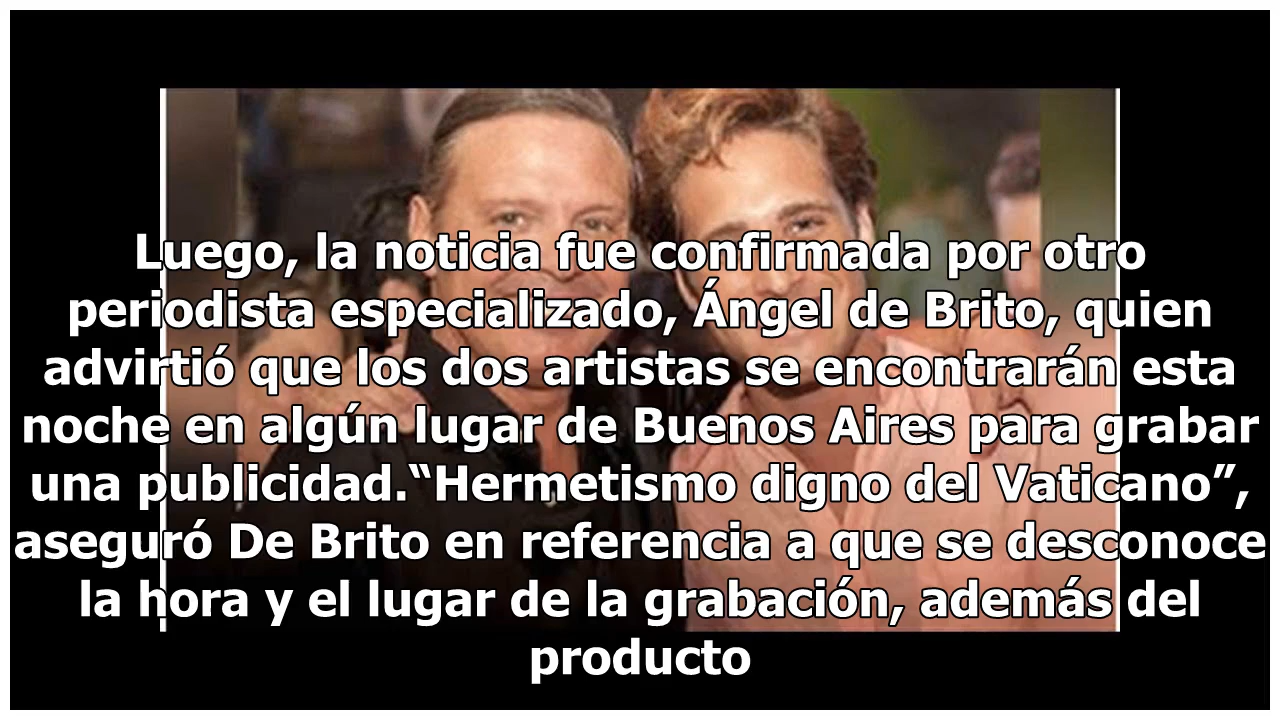 Luego, la noticia fue confirmada por otro
periodista especializado, Ángel de Brito, quien
advirtió que los dos artistas se encontrarán esta
noche en algún lugar de Buenos Aires para grabar
una publicidad.“Hermetismo digno del Vaticano”,
aseguró De Brito en referencia a que se desconoce
la hora y el lugar de la grabación, además del
producto